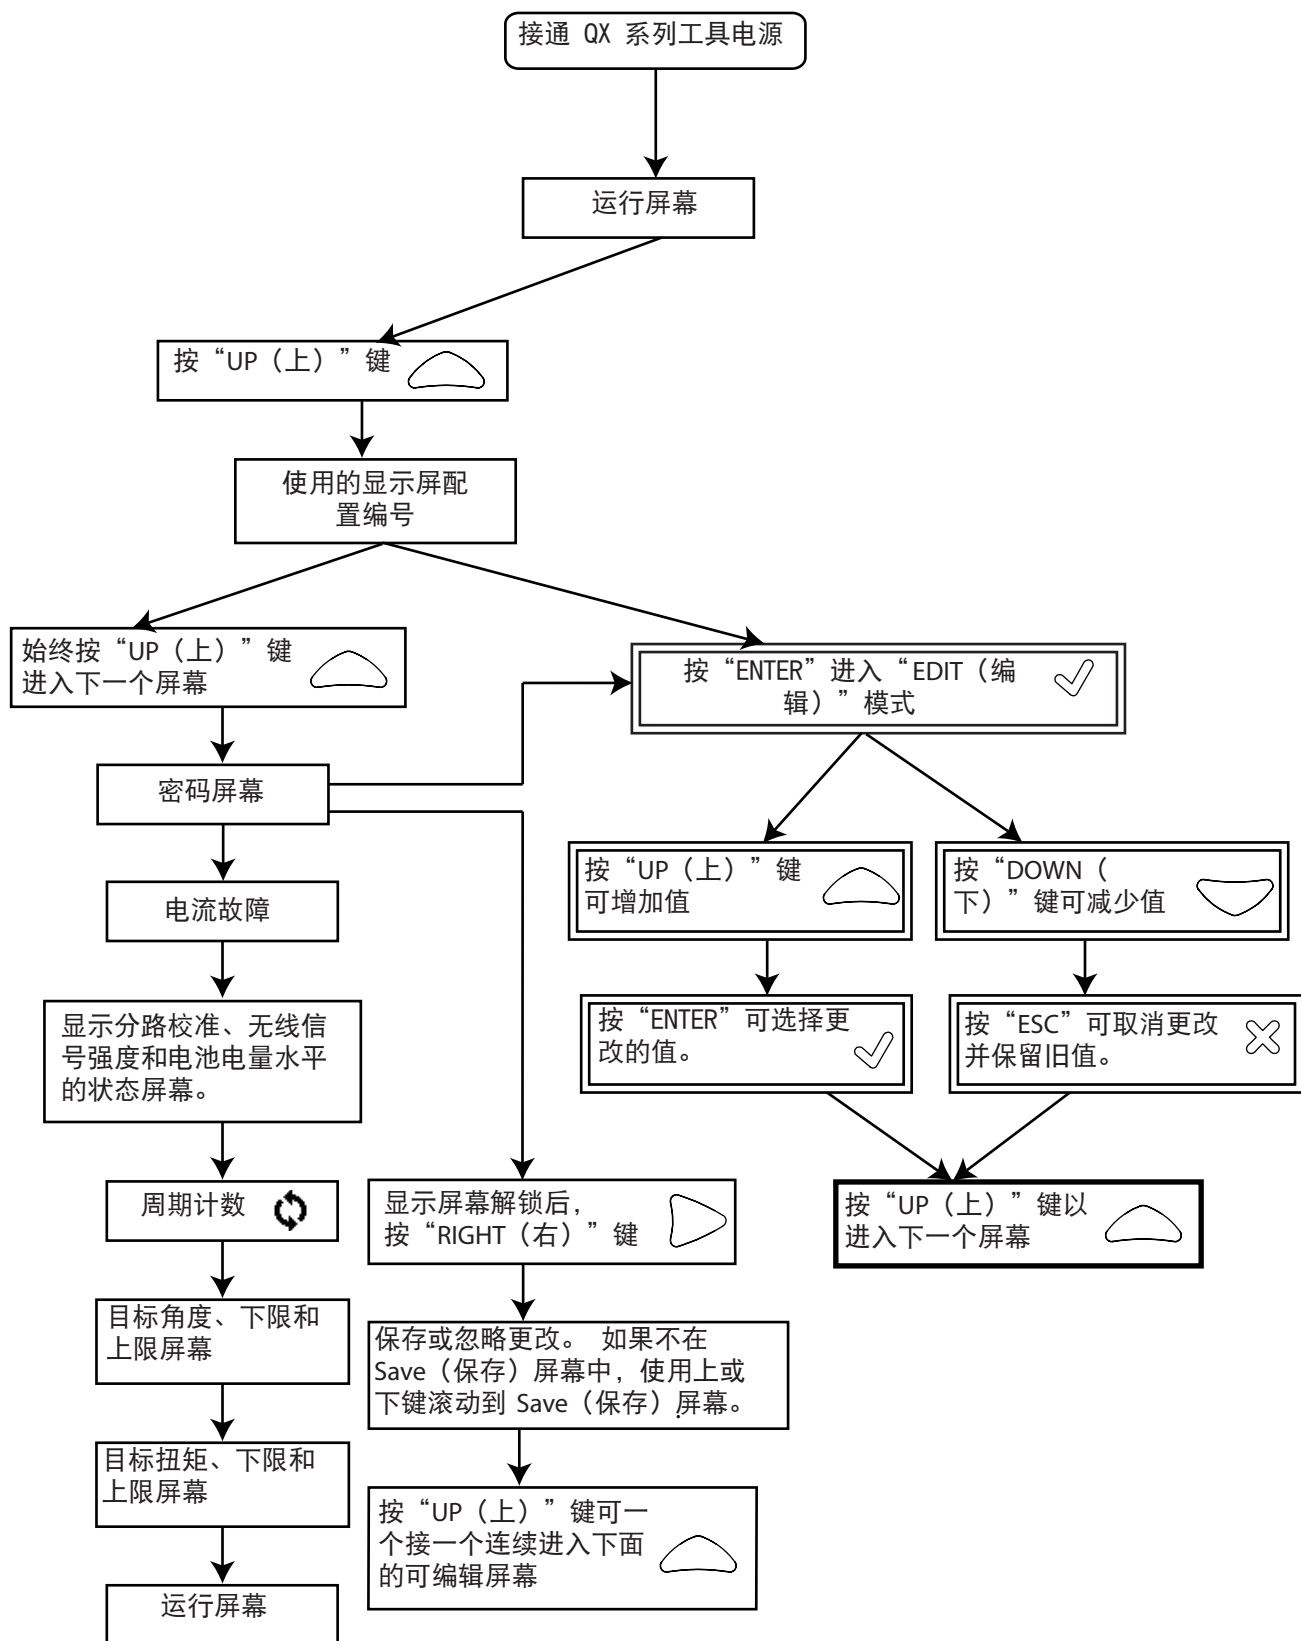 接通 QX 系列工具电源
运行屏幕
按“UP（上）”键
使用的显示屏配
置编号
始终按“UP（上）”键
进入下一个屏幕
按“ENTER”进入“EDIT（编
辑）”模式
密码屏幕
按“UP（上）”键
可增加值
按“DOWN（
下）”键可减少值
电流故障
按“ENTER”可选择更
改的值。
按“ESC”可取消更改
并保留旧值。
显示分路校准、无线信
号强度和电池电量水平
的状态屏幕。
周期计数
显示屏幕解锁后，
按“RIGHT（右）”键
按“UP（上）”键以
进入下一个屏幕
目标角度、下限和
上限屏幕
保存或忽略更改。 如果不在
Save（保存）屏幕中，使用上或
下键滚动到 Save（保存）屏幕。
目标扭矩、下限和
上限屏幕
按“UP（上）”键可一
个接一个连续进入下面
的可编辑屏幕
运行屏幕